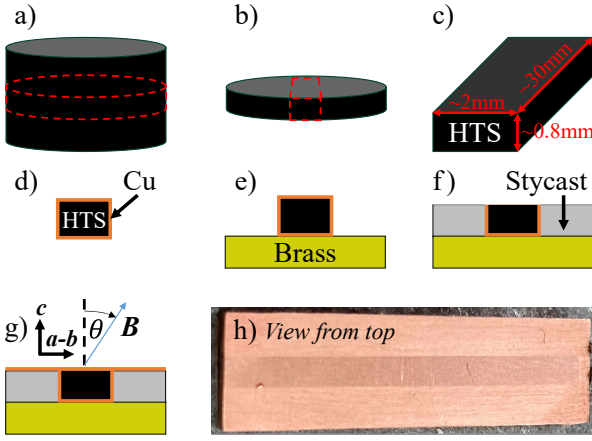 a)
b)
c)
~2mm
~30mm
HTS
~0.8mm
d)
Cu
HTS
e)
Brass
f)
Stycast
g)
c
a-b
θ
B
h) View from top